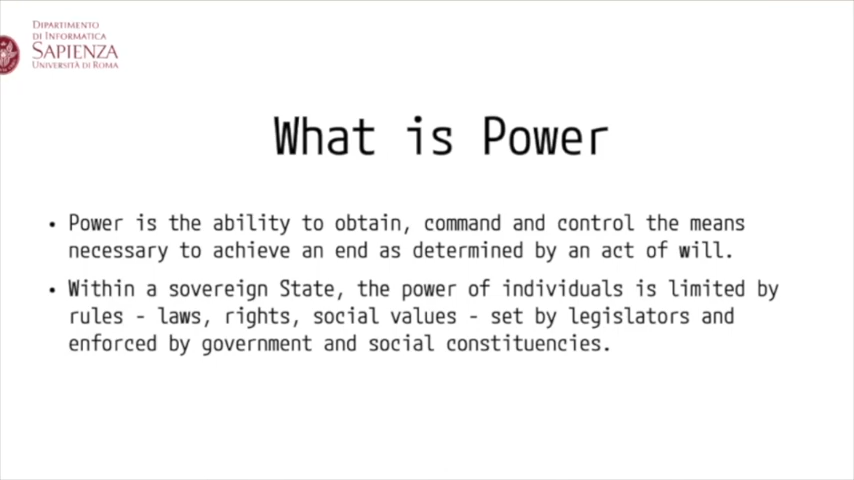 DIPARTIMENTO
DI INFORMATICA
SAPIENZA
UNIVERSITÀ DI ROMA
What is Power
• Power is the ability to obtain, command and control the means
necessary to achieve an end as determined by an act of will.
• Within a sovereign State, the power of individuals is limited by
rules - laws, rights, social values - set by legislators and
enforced by government and social constituencies.